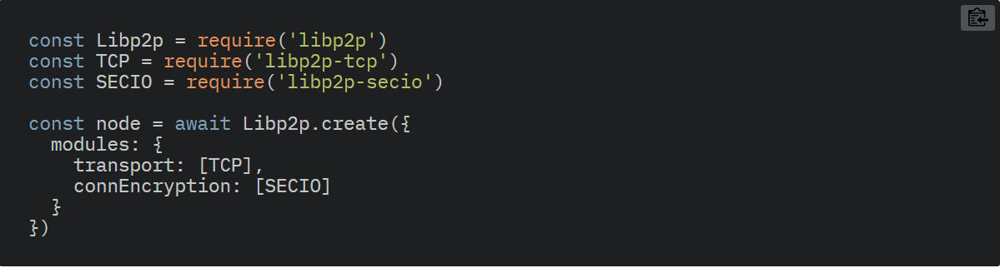 const Libp2p = require('libp2p')
const TCP = require('libp2p-tcp')
const SECIO = require('libp2p-secio')

const node = await Libp2p.create({
  modules: {
    transport: [TCP],
    connEncryption: [SECIO]
  }
})